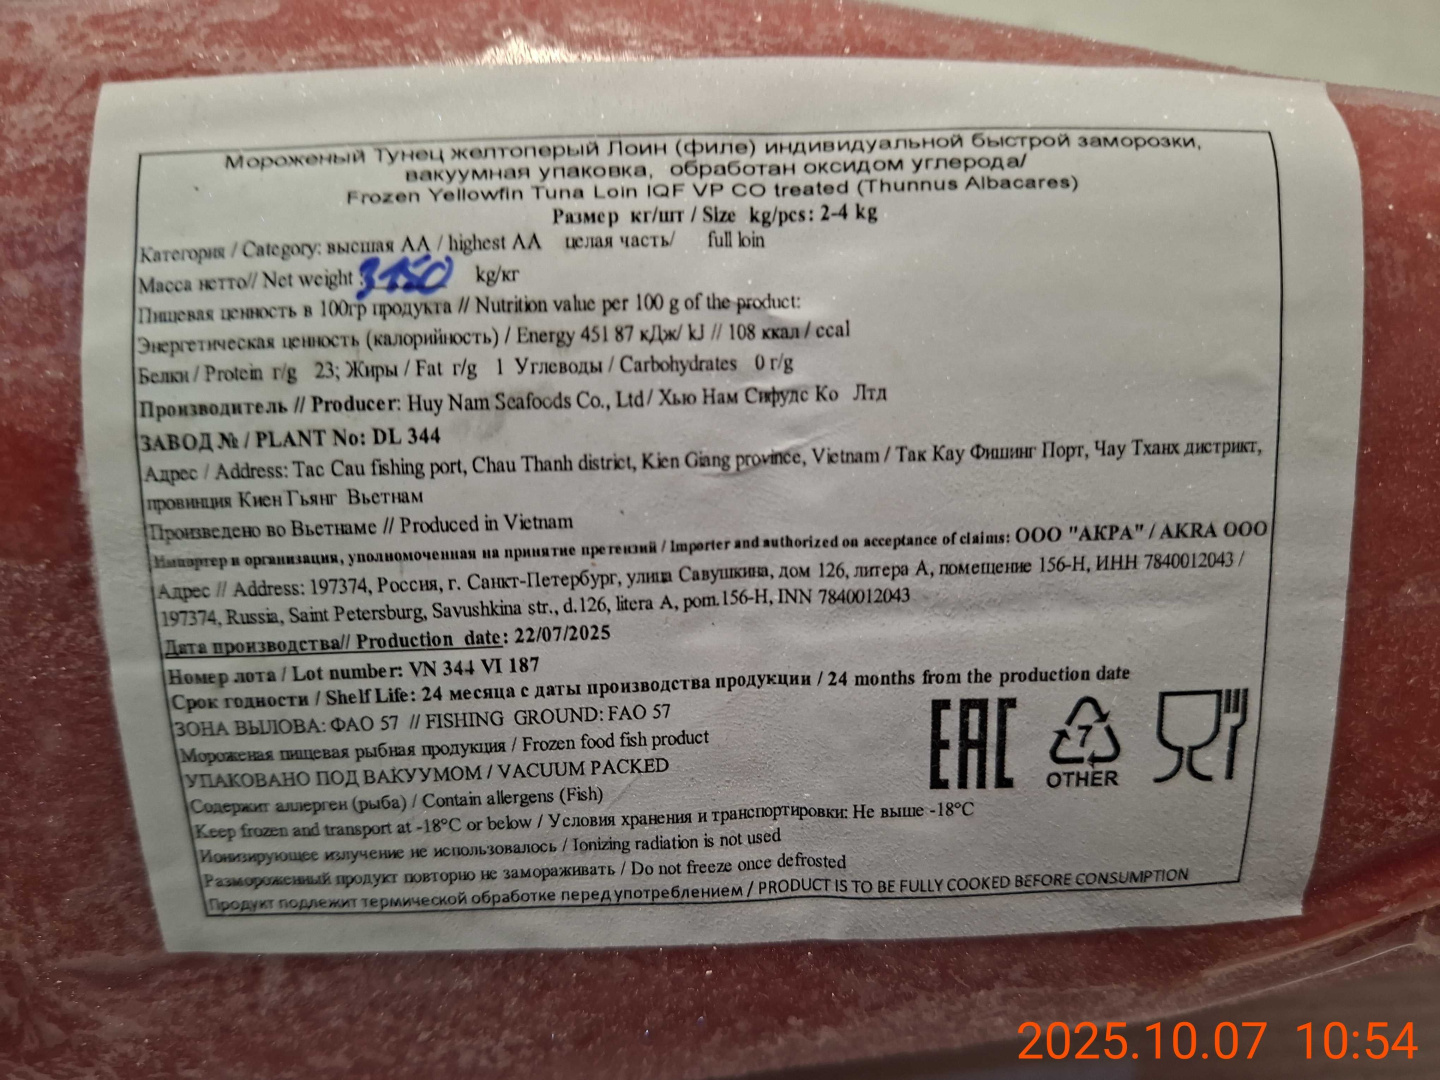 Мороженый Тунец желтоперый Лоин (филе) индивидуальной быстрой заморозки,
вакуумная упаковка, обработан оксидом углерода/
Frozen Yellowfin Tuna Loin IQF VP CO treated (Thunnus Albacares)
Размер кг/шт / Size kg/pcs: 2-4 kg
Категория / Category: высшая АА / highest AA целая часть/ full loin
Масса нетто// Net weight : 3150 kg/кг
Пищевая ценность в 100гр продукта // Nutrition value per 100 g of the product:
Энергетическая ценность (калорийность) / Energy 451 87 кДж/ kJ // 108 ккал / ccal
Белки / Protein г/g 23; Жиры / Fat г/g 1 Углеводы / Carbohydrates 0 г/g
Производитель // Producer: Huy Nam Seafoods Co., Ltd/ Хью Нам Сифудс Ко Лтд
ЗАВОД № / PLANT No: DL 344
Адрес / Address: Tac Cau fishing port, Chau Thanh district, Kien Giang province, Vietnam / Так Кау Фишинг Порт, Чау Тханх дистрикт,
провинция Киен Гьянг Вьетнам
Произведено во Вьетнаме // Produced in Vietnam
Импортер и организация, уполномоченная на принятие претензий / Importer and authorized on acceptance of claims: ООО "АКРА" / AKRA OOO
Адрес // Address: 197374, Россия, г. Санкт-Петербург, улица Савушкина, дом 126, литера А, помещение 156-Н, ИНН 7840012043 /
197374, Russia, Saint Petersburg, Savushkina str., d.126, litera A, pom.156-H, INN 7840012043
Дата производства// Production date: 22/07/2025
Номер лота / Lot number: VN 344 VI 187
Срок годности / Shelf Life: 24 месяца с даты производства продукции / 24 months from the production date
ЗОНА ВЫЛОВА: ФАО 57 // FISHING GROUND: FAO 57
Мороженая пищевая рыбная продукция / Frozen food fish product
УПАКОВАНО ПОД ВАКУУМОМ / VACUUM PACKED
EAC
7
OTHER
Содержит аллерген (рыба) / Contain allergens (Fish)
Keep frozen and transport at -18°C or below / Условия хранения и транспортировки: Не выше -18°C
Ионизирующее излучение не использовалось / Ionizing radiation is not used
Размороженный продукт повторно не замораживать / Do not freeze once defrosted
Продукт подлежит термической обработке перед употреблением / PRODUCT IS TO BE FULLY COOKED BEFORE CONSUMPTION
2025.10.07 10:54